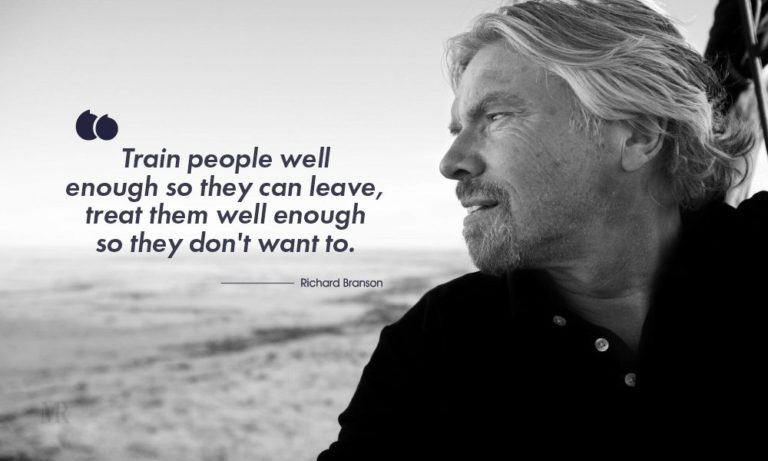 Train people well
enough so they can leave,
treat them well enough
so they don't want to.
Richard Branson
MR